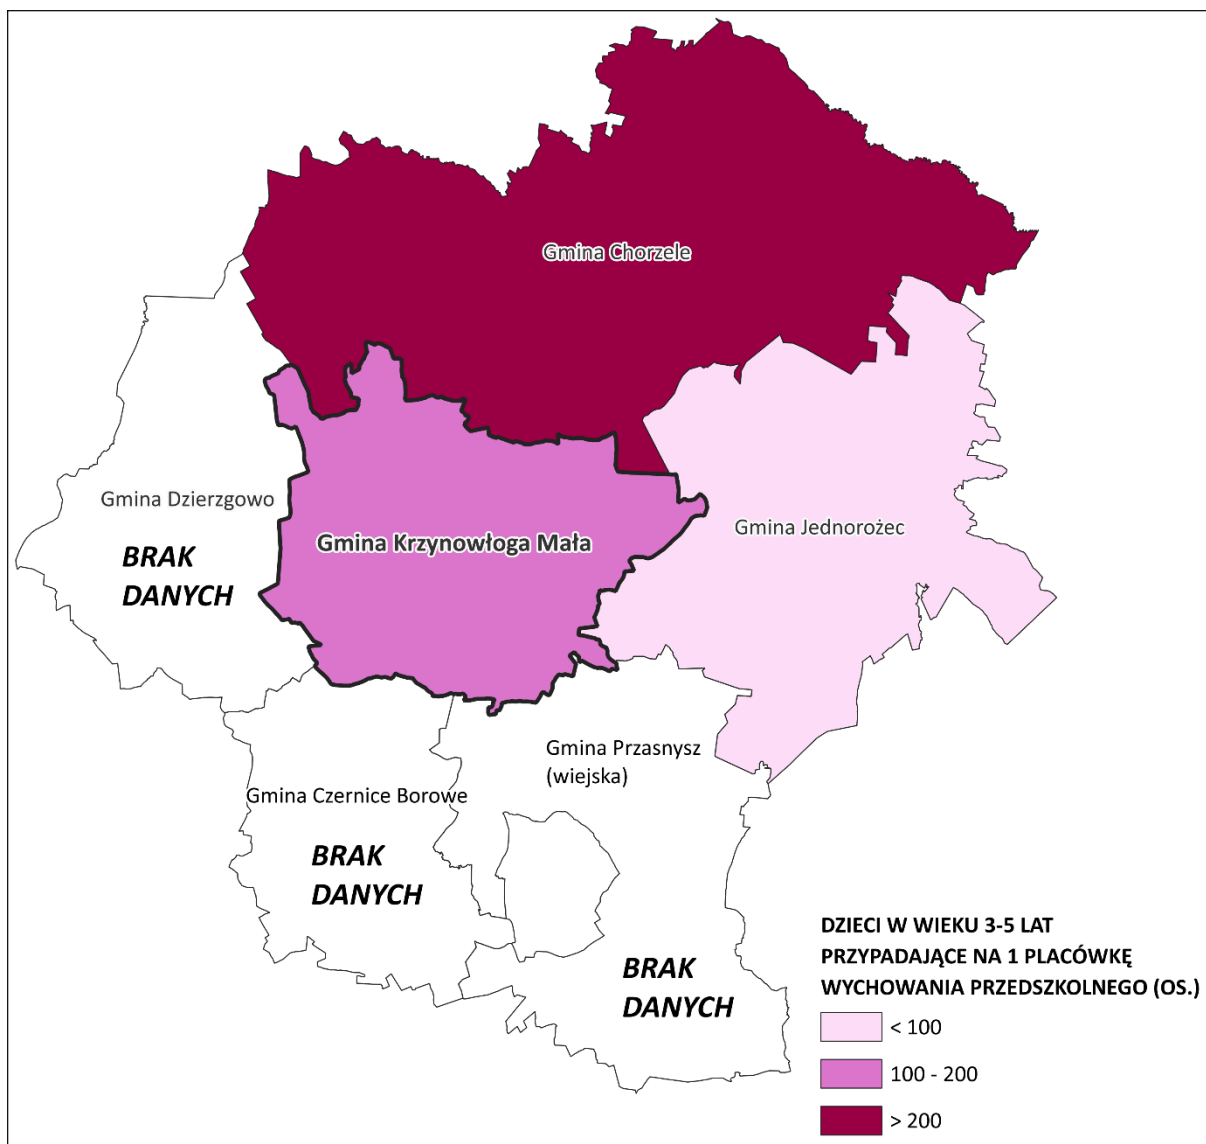 Gmina Chorzele
Gmina Dzierzgowo
BRAK
DANYCH
Gmina Krzynowłoga Mała
Gmina Jednorożec
Gmina Przasnysz
(wiejska)
Gmina Czernice Borowe
BRAK
DANYCH
BRAK
DANYCH
DZIECI W WIEKU 3-5 LAT
PRZYPADAJĄCE NA 1 PLACÓWKĘ
WYCHOWANIA PRZEDSZKOLNEGO (OS.)
< 100
100 - 200
> 200